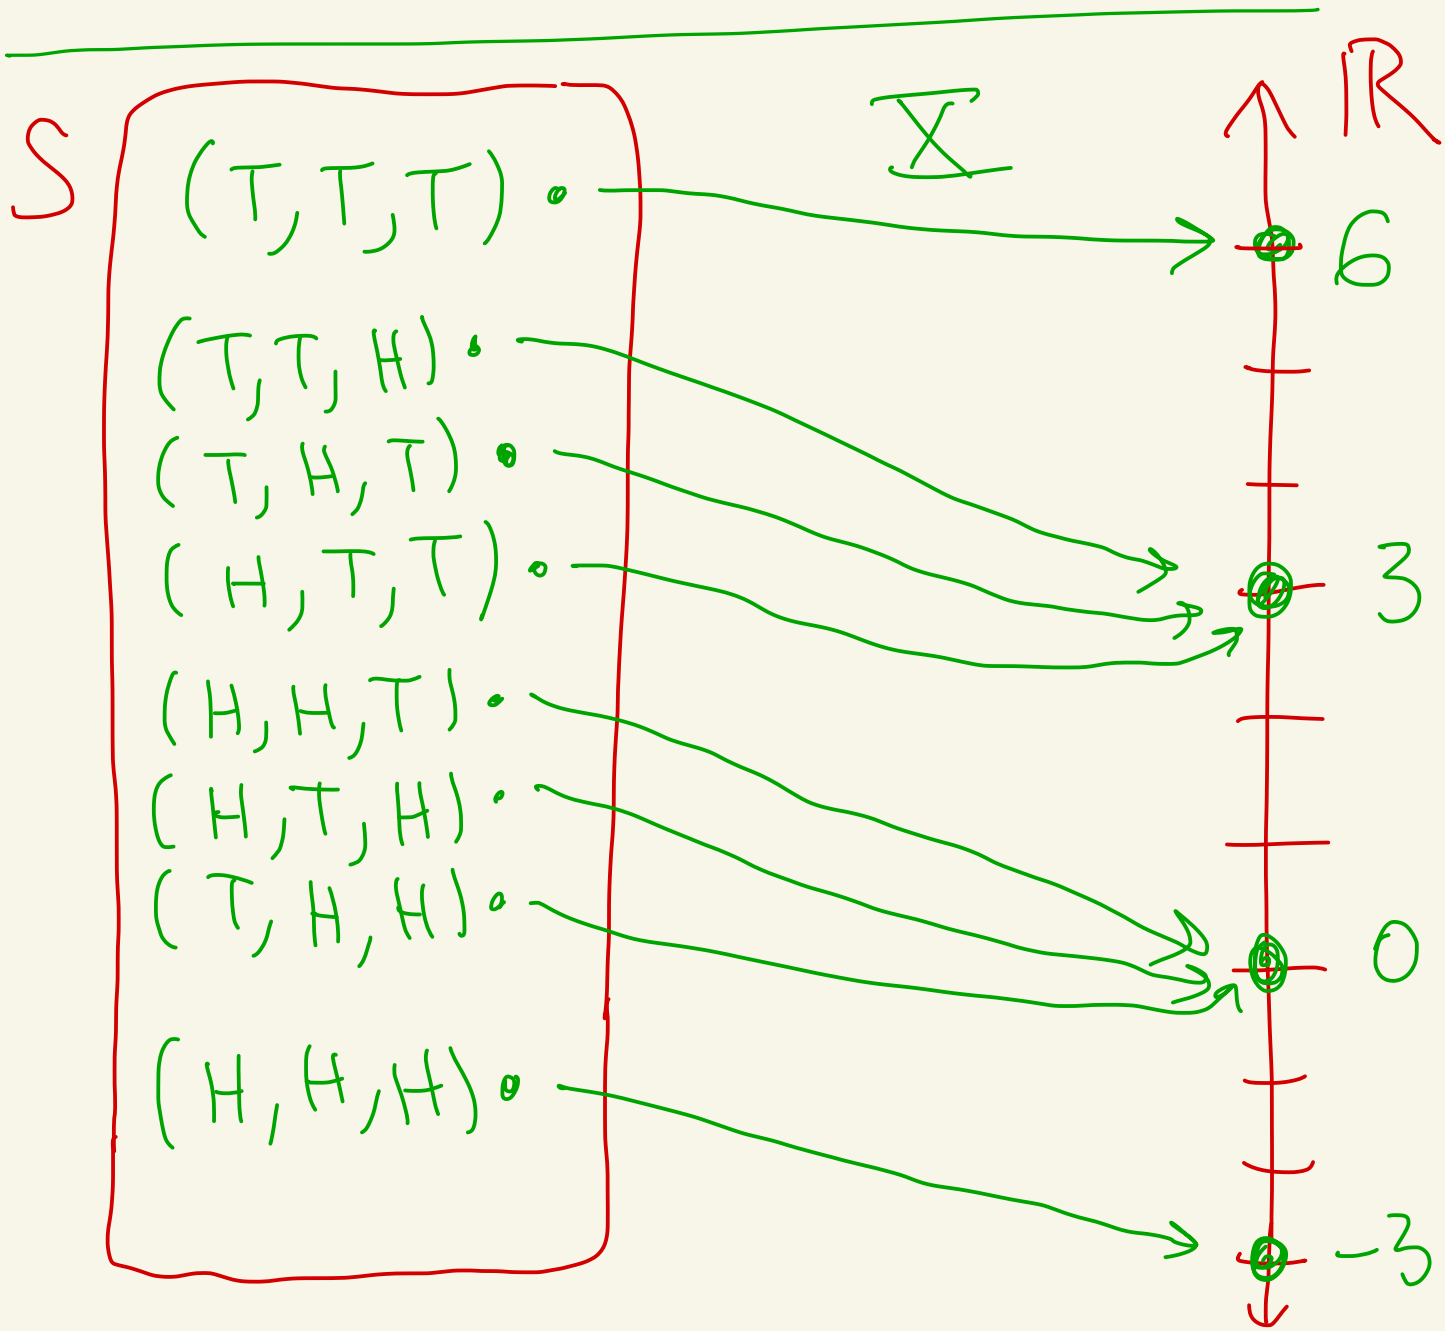 S X ℝ
(T, T, T) 6
(T, T, H)
(T, H, T)
(H, T, T) 3
(H, H, T)
(H, T, H)
(T, H, H) 0
(H, H, H) -3